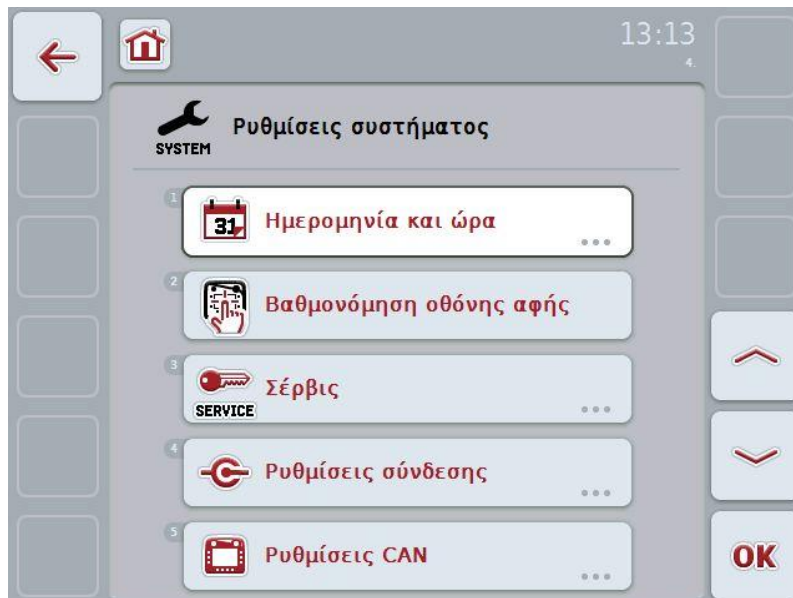 13:13
4.
SYSTEM
Ρυθμίσεις συστήματος
1
31
Ημερομηνία και ώρα
2
Βαθμονόμηση οθόνης αφής
3
SERVICE
Σέρβις
4
Ρυθμίσεις σύνδεσης
5
Ρυθμίσεις CAN
OK